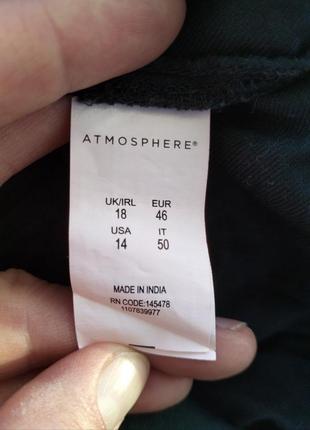 ATMOSPHERE®
UK/IRL EUR
18 46
USA IT
14 50
MADE IN INDIA
RN CODE:145478
1107839977